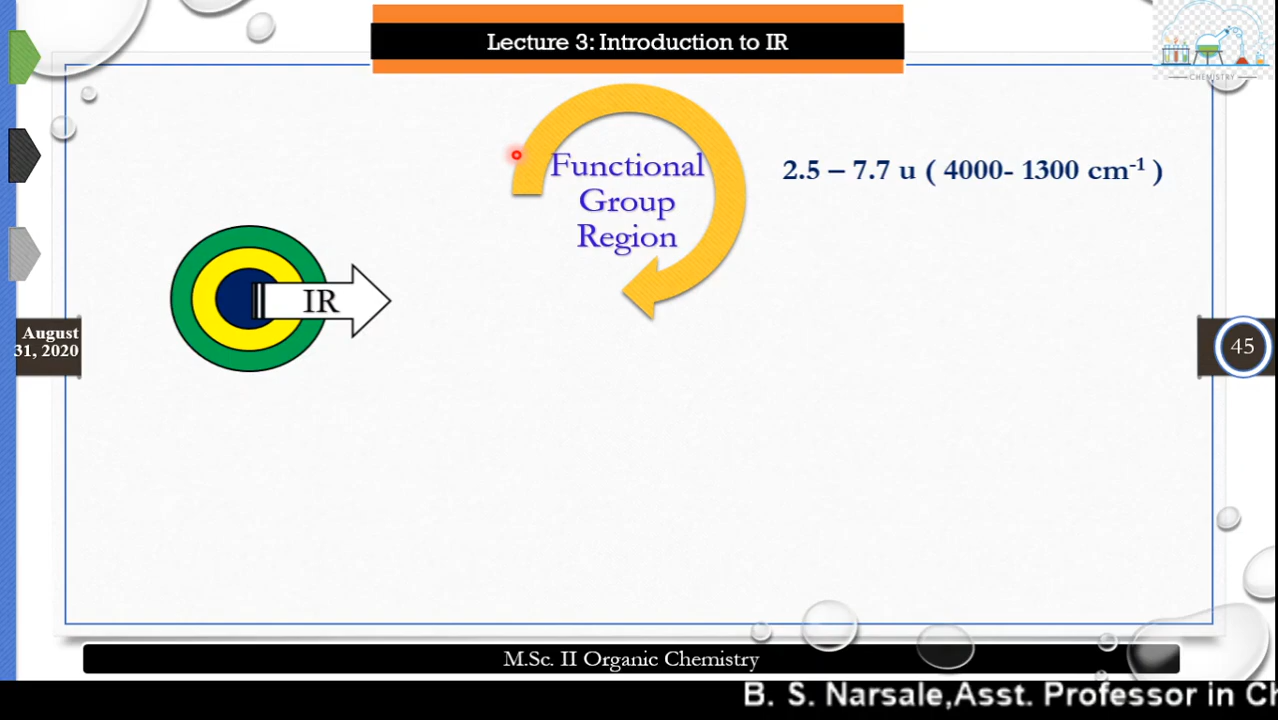 Lecture 3: Introduction to IR
CHEMISTRY
Functional
Group
Region
2.5 – 7.7 u ( 4000- 1300 cm⁻¹ )
IR
August
31, 2020
45
M.Sc. II Organic Chemistry
B. S. Narsale,Asst. Professor in